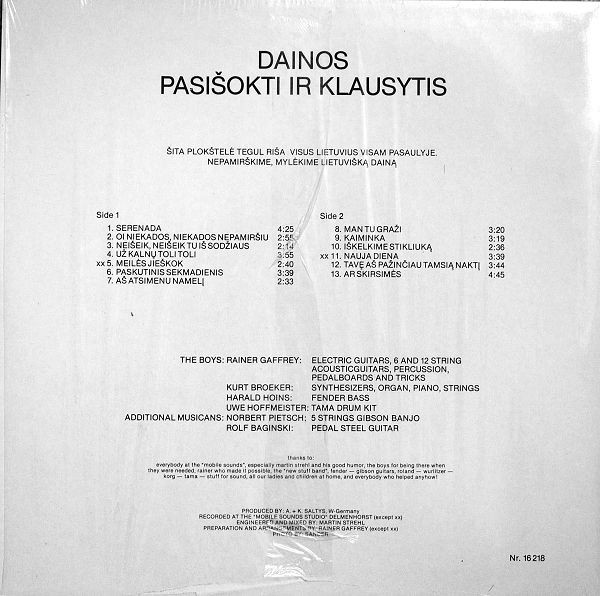 DAINOS
PASIŠOKTI IR KLAUSYTIS
ŠITA PLOKŠTELĖ TEGUL RIŠA VISUS LIETUVIUS VISAM PASAULYJE.
NEPAMIRŠKIME, MYLĖKIME LIETUVIŠKĄ DAINĄ
Side 1
1. SERENADA 4:25
2. OI NIEKADOS, NIEKADOS NEPAMIRŠIU 2:55
3. NEIŠEIK, NEIŠEIK TU IŠ SODŽIAUS 2:14
4. UŽ KALNŲ TOLI TOLI 3:55
xx 5. MEILĖS JIEŠKOK 2:40
6. PASKUTINIS SEKMADIENIS 3:39
7. AŠ ATSIMENU NAMELĮ 2:33
Side 2
8. MAN TU GRAŽI 3:20
9. KAIMINKA 3:19
10. IŠKELKIME STIKLIUKĄ 2:36
xx 11. NAUJA DIENA 3:39
12. TAVĘ AŠ PAŽINČIAU TAMSIĄ NAKTĮ 3:44
13. AR SKIRSIMĖS 4:45
THE BOYS: RAINER GAFFREY: ELECTRIC GUITARS, 6 AND 12 STRING
ACOUSTICGUITARS, PERCUSSION,
PEDALBOARDS AND TRICKS
KURT BROEKER: SYNTHESIZERS, ORGAN, PIANO, STRINGS
HARALD HOINS: FENDER BASS
UWE HOFFMEISTER: TAMA DRUM KIT
ADDITIONAL MUSICANS: NORBERT PIETSCH: 5 STRINGS GIBSON BANJO
ROLF BAGINSKI: PEDAL STEEL GUITAR
thanks to:
everybody at the "mobile sounds", especially martin strehl and his good humor, the boys for being there when
they were needed, rainer who made it possible, the "new stuff band", fender — gibson guitars, roland — wurlitzer —
korg — tama — stuff for sound, all our ladies and children at home, and everybody who helped anyhow!
PRODUCED BY: A. + K. SALTYS, W-Germany
RECORDED AT THE "MOBILE SOUNDS STUDIO" DELMENHORST (except xx)
ENGINEERED AND MIXED BY: MARTIN STREHL
PREPARATION AND ARRANGEMENTS BY: RAINER GAFFREY (except xx)
PHOTO BY: SANDER
Nr. 16 218